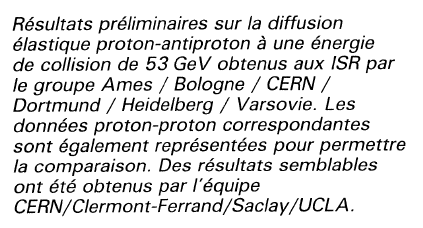 Résultats préliminaires sur la diffusion
élastique proton-antiproton à une énergie
de collision de 53 GeV obtenus aux ISR par
le groupe Ames / Bologne / CERN /
Dortmund / Heidelberg / Varsovie. Les
données proton-proton correspondantes
sont également représentées pour permettre
la comparaison. Des résultats semblables
ont été obtenus par l'équipe
CERN/Clermont-Ferrand/Saclay/UCLA.